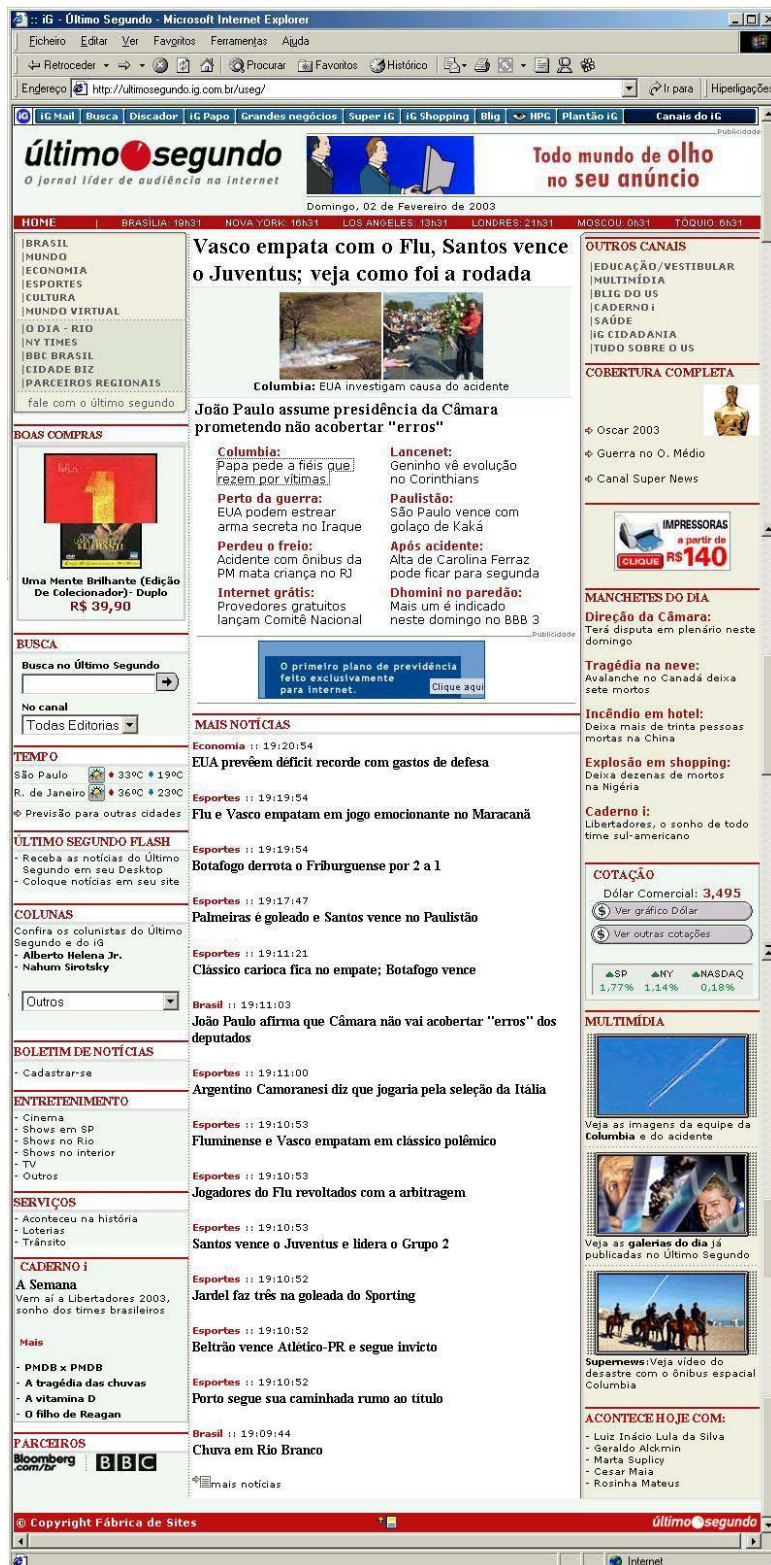 :: iG - Último Segundo - Microsoft Internet Explorer
Ficheiro Editar Ver Favoritos Ferramentas Ajuda
Retroceder Procurar Favoritos Histórico
Endereço http://ultimosegundo.ig.com.br/useg/ Ir para Hiperligações
iG iG Mail Busca Discador iG Papo Grandes negócios Super iG iG Shopping Blig HPG Plantão iG Canais do iG
Publicidade
último segundo
O jornal líder de audiência na internet
Todo mundo de olho
no seu anúncio
Domingo, 02 de Fevereiro de 2003
HOME | BRASÍLIA: 19h31 NOVA YORK: 16h31 LOS ANGELES: 13h31 LONDRES: 21h31 MOSCOU: 0h31 TÓQUIO: 6h31
|BRASIL
|MUNDO
|ECONOMIA
|ESPORTES
|CULTURA
|MUNDO VIRTUAL
|O DIA - RIO
|NY TIMES
|BBC BRASIL
|CIDADE BIZ
|PARCEIROS REGIONAIS
fale com o último segundo
BOAS COMPRAS
1
Uma Mente Brilhante (Edição
De Colecionador)- Duplo
R$ 39,90
BUSCA
Busca no Último Segundo
No canal
Todas Editorias
TEMPO
São Paulo 33ºC 19ºC
R. de Janeiro 36ºC 23ºC
Previsão para outras cidades
ÚLTIMO SEGUNDO FLASH
- Receba as notícias do Último
Segundo em seu Desktop
- Coloque notícias em seu site
COLUNAS
Confira os colunistas do Último
Segundo e do iG
- Alberto Helena Jr.
- Nahum Sirotsky
Outros
BOLETIM DE NOTÍCIAS
- Cadastrar-se
ENTRETENIMENTO
- Cinema
- Shows em SP
- Shows no Rio
- Shows no interior
- TV
- Outros
SERVIÇOS
- Aconteceu na história
- Loterias
- Trânsito
CADERNO i
A Semana
Vem aí a Libertadores 2003,
sonho dos times brasileiros
Mais
- PMDB x PMDB
- A tragédia das chuvas
- A vitamina D
- O filho de Reagan
PARCEIROS
Bloomberg
.com/br
BBC
Vasco empata com o Flu, Santos vence
o Juventus; veja como foi a rodada
Columbia: EUA investigam causa do acidente
João Paulo assume presidência da Câmara
prometendo não acobertar "erros"
Columbia:
Papa pede a fiéis que
rezem por vítimas
Perto da guerra:
EUA podem estrear
arma secreta no Iraque
Perdeu o freio:
Acidente com ônibus da
PM mata criança no RJ
Internet grátis:
Provedores gratuitos
lançam Comitê Nacional
Lancenet:
Geninho vê evolução
no Corinthians
Paulistão:
São Paulo vence com
golaço de Kaká
Após acidente:
Alta de Carolina Ferraz
pode ficar para segunda
Dhomini no paredão:
Mais um é indicado
neste domingo no BBB 3
Publicidade
O primeiro plano de previdência
feito exclusivamente
para internet.
Clique aqui
MAIS NOTÍCIAS
Economia :: 19:20:54
EUA prevêem déficit recorde com gastos de defesa
Esportes :: 19:19:54
Flu e Vasco empatam em jogo emocionante no Maracanã
Esportes :: 19:19:54
Botafogo derrota o Friburguense por 2 a 1
Esportes :: 19:17:47
Palmeiras é goleado e Santos vence no Paulistão
Esportes :: 19:11:21
Clássico carioca fica no empate; Botafogo vence
Brasil :: 19:11:03
João Paulo afirma que Câmara não vai acobertar "erros" dos
deputados
Esportes :: 19:11:00
Argentino Camoranesi diz que jogaria pela seleção da Itália
Esportes :: 19:10:53
Fluminense e Vasco empatam em clássico polêmico
Esportes :: 19:10:53
Jogadores do Flu revoltados com a arbitragem
Esportes :: 19:10:53
Santos vence o Juventus e lidera o Grupo 2
Esportes :: 19:10:52
Jardel faz três na goleada do Sporting
Esportes :: 19:10:52
Beltrão vence Atlético-PR e segue invicto
Esportes :: 19:10:52
Porto segue sua caminhada rumo ao título
Brasil :: 19:09:44
Chuva em Rio Branco
mais notícias
OUTROS CANAIS
|EDUCAÇÃO/VESTIBULAR
|MULTIMÍDIA
|BLIG DO US
|CADERNO i
|SAÚDE
|iG CIDADANIA
|TUDO SOBRE O US
COBERTURA COMPLETA
Oscar 2003
Guerra no O. Médio
Canal Super News
IMPRESSORAS
a partir de
CLIQUE R$140
MANCHETES DO DIA
Direção da Câmara:
Terá disputa em plenário neste
domingo
Tragédia na neve:
Avalanche no Canadá deixa
sete mortos
Incêndio em hotel:
Deixa mais de trinta pessoas
mortas na China
Explosão em shopping:
Deixa dezenas de mortos
na Nigéria
Caderno i:
Libertadores, o sonho de todo
time sul-americano
COTAÇÃO
Dólar Comercial: 3,495
$ Ver gráfico Dólar
$ Ver outras cotações
SP NY NASDAQ
1,77% 1,14% 0,18%
MULTIMÍDIA
Veja as imagens da equipe da
Columbia e do acidente
Veja as galerias do dia já
publicadas no Último Segundo
Supernews:Veja vídeo do
desastre com o ônibus espacial
Columbia
ACONTECE HOJE COM:
- Luiz Inácio Lula da Silva
- Geraldo Alckmin
- Marta Suplicy
- Cesar Maia
- Rosinha Mateus
© Copyright Fábrica de Sites
último segundo
Internet